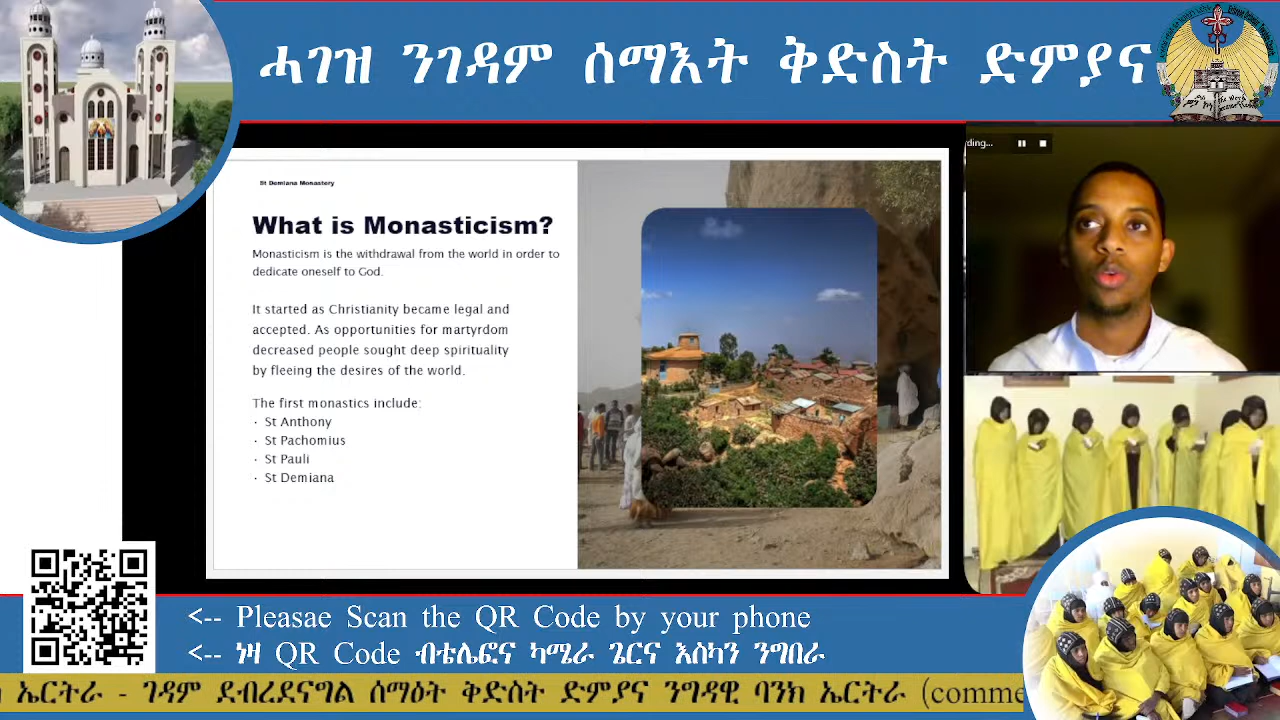 ሓገዝ ንገዳም ሰማእት ቅድስት ድምያና
ding...
St Demiana Monastery
What is Monasticism?
Monasticism is the withdrawal from the world in order to
dedicate oneself to God.
It started as Christianity became legal and
accepted. As opportunities for martyrdom
decreased people sought deep spirituality
by fleeing the desires of the world.
The first monastics include:
· St Anthony
· St Pachomius
· St Pauli
· St Demiana
<-- Pleasae Scan the QR Code by your phone
<-- ነዛ QR Code ብቴሌፎና ካሜራ ጌርና እስካን ንግበራ
ኤርትራ - ገዳም ደብረደናግል ሰማዕት ቅድስት ድምያና ንግዳዊ ባንክ ኤርትራ (comme